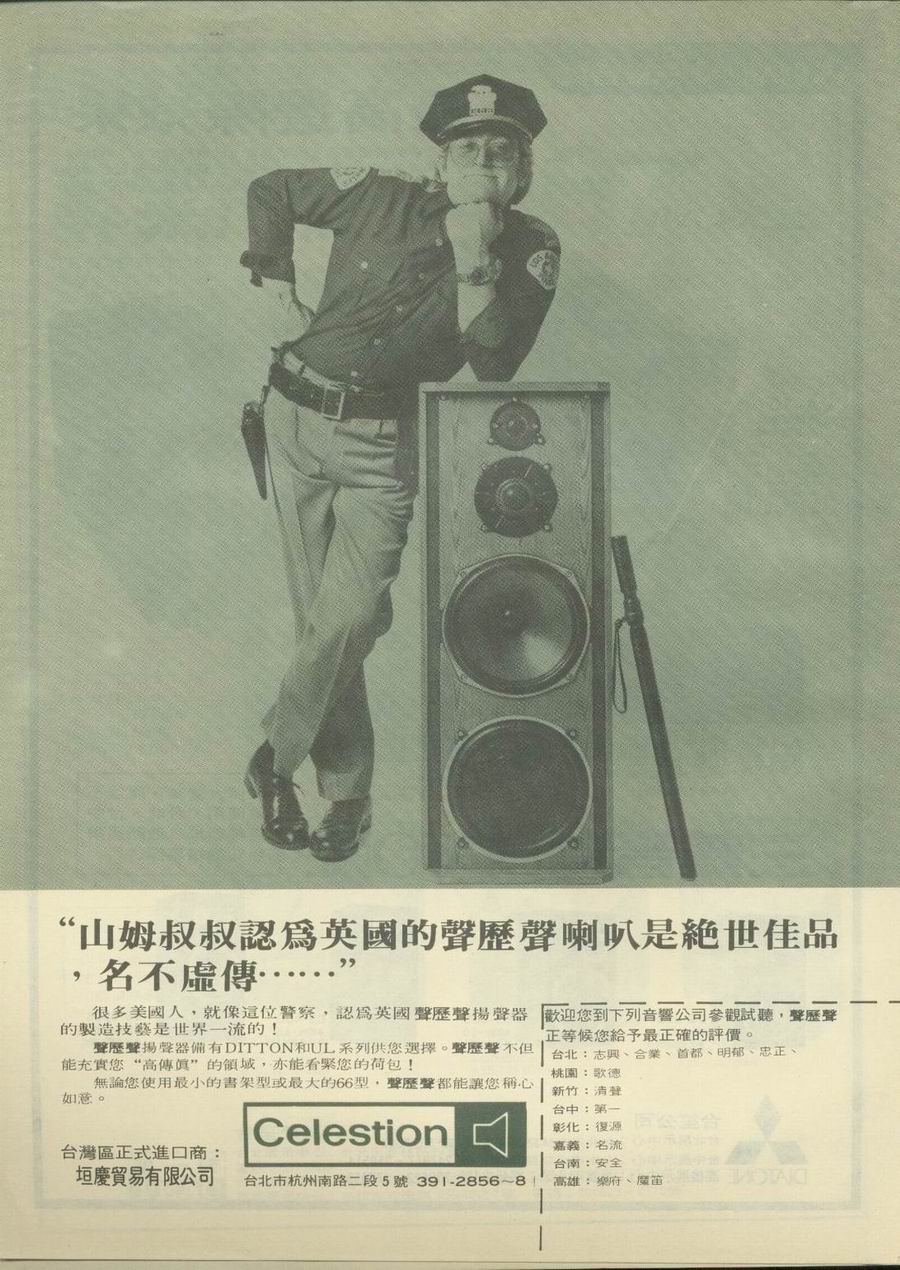 “山姆叔叔認爲英國的聲歷聲喇叭是絕世佳品
，名不虛傳……”
很多美國人，就像這位警察，認爲英國聲歷聲揚聲器
的製造技藝是世界一流的！
聲歷聲揚聲器備有DITTON和UL系列供您選擇。聲歷聲不但
能充實您“高傳眞”的領域，亦能看緊您的荷包！
無論您使用最小的書架型或最大的66型，聲歷聲都能讓您稱心
如意。
台灣區正式進口商：
垣慶貿易有限公司
Celestion
台北市杭州南路二段5號 391-2856~8
歡迎您到下列音響公司參觀試聽，聲歷聲
正等候您給予最正確的評價。
台北：志興、合業、首都、明郁、忠正、
桃園：歌德
新竹：清聲
台中：第一
彰化：復源
嘉義：名流
台南：安全
高雄：樂府、魔笛